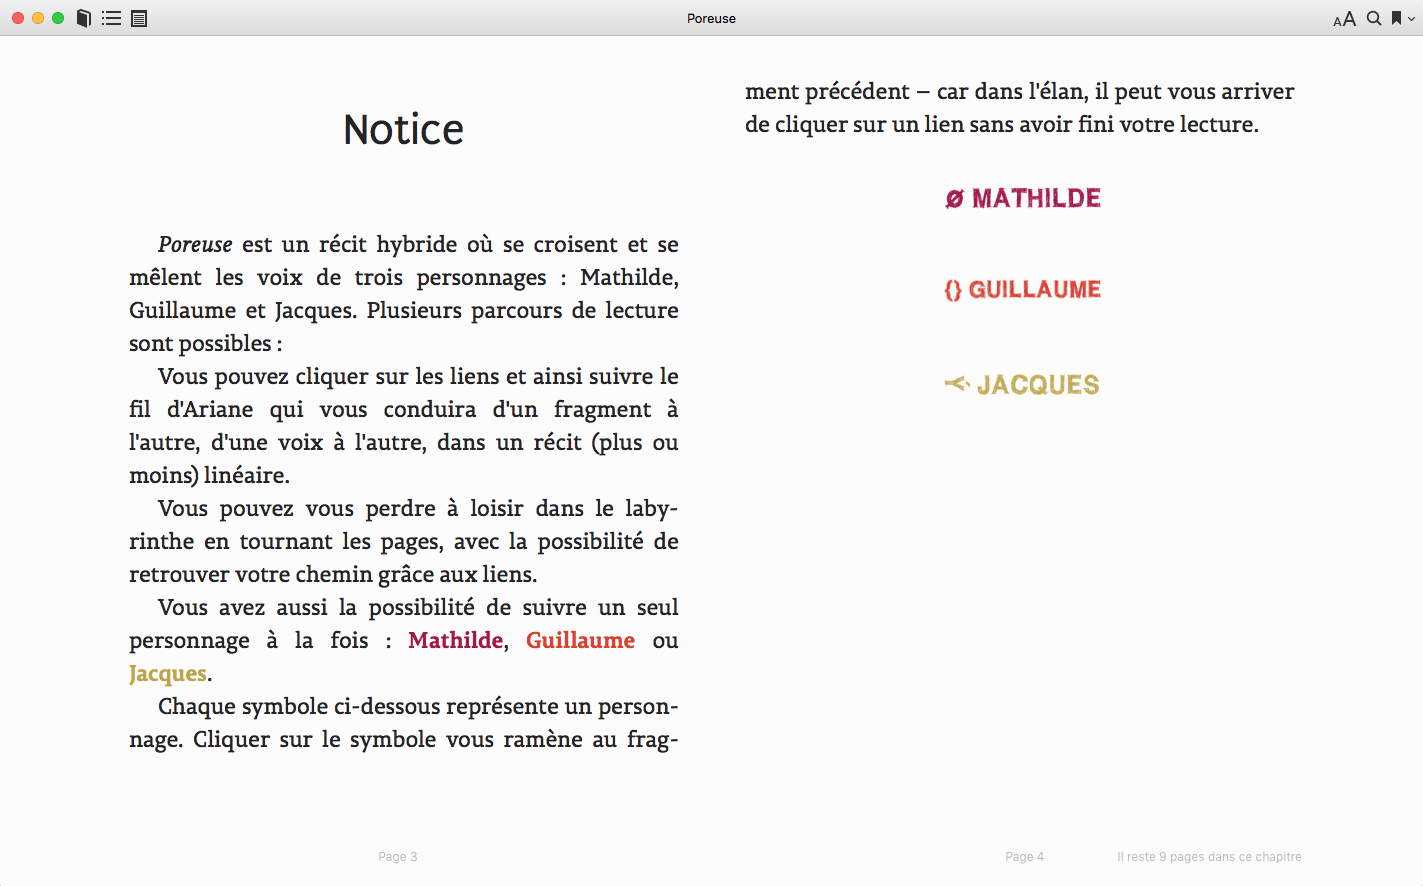 Poreuse
AA
Notice
Poreuse est un récit hybride où se croisent et se
mêlent les voix de trois personnages : Mathilde,
Guillaume et Jacques. Plusieurs parcours de lecture
sont possibles :
Vous pouvez cliquer sur les liens et ainsi suivre le
fil d'Ariane qui vous conduira d'un fragment à
l'autre, d'une voix à l'autre, dans un récit (plus ou
moins) linéaire.
Vous pouvez vous perdre à loisir dans le laby-
rinthe en tournant les pages, avec la possibilité de
retrouver votre chemin grâce aux liens.
Vous avez aussi la possibilité de suivre un seul
personnage à la fois : Mathilde, Guillaume ou
Jacques.
Chaque symbole ci-dessous représente un person-
nage. Cliquer sur le symbole vous ramène au frag-
Page 3
ment précédent – car dans l'élan, il peut vous arriver
de cliquer sur un lien sans avoir fini votre lecture.
Ø MATHILDE
{} GUILLAUME
JACQUES
Page 4
Il reste 9 pages dans ce chapitre